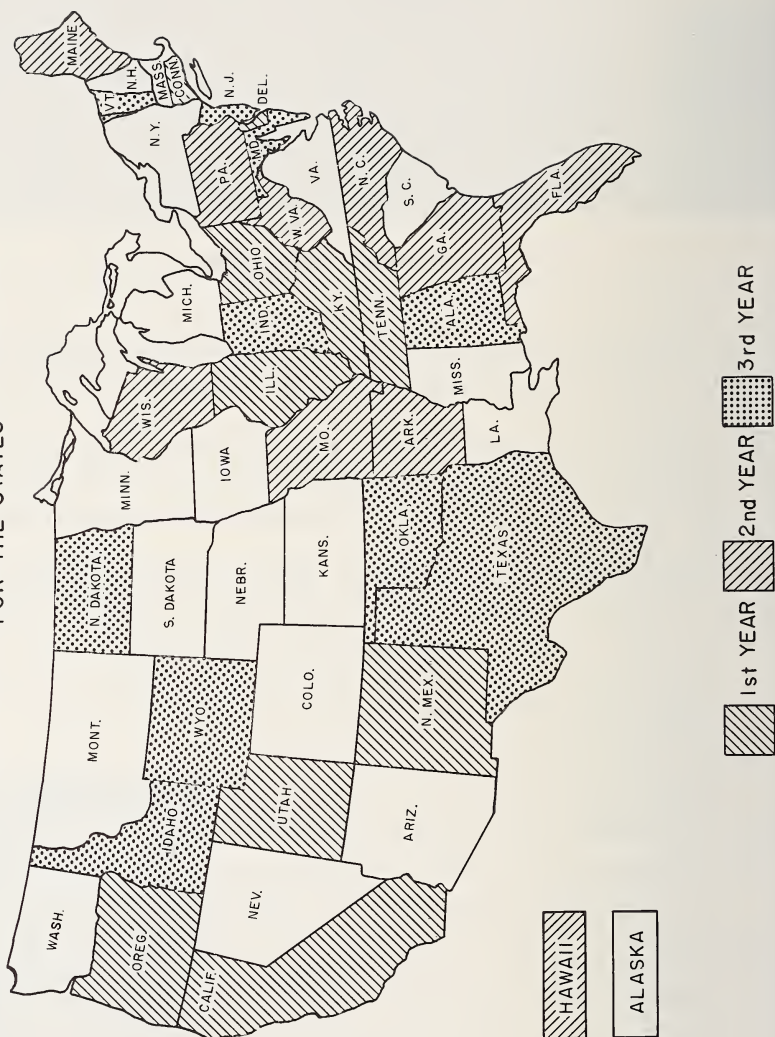 FOR THE STATES
WASH.
MONT.
N. DAKOTA
MINN.
WIS.
MICH.
N.Y.
VT.
N.H.
MAINE
MASS.
CONN.
OREG.
IDAHO
WYO.
S. DAKOTA
IOWA
ILL.
IND.
OHIO
PA.
N.J.
DEL.
MD.
CALIF.
NEV.
UTAH
COLO.
NEBR.
KANS.
MO.
KY.
W. VA.
VA.
ARIZ.
N. MEX.
OKLA.
ARK.
TENN.
N.C.
S.C.
TEXAS
LA.
MISS.
ALA.
GA.
FLA.
HAWAII
ALASKA
1st YEAR
2nd YEAR
3rd YEAR